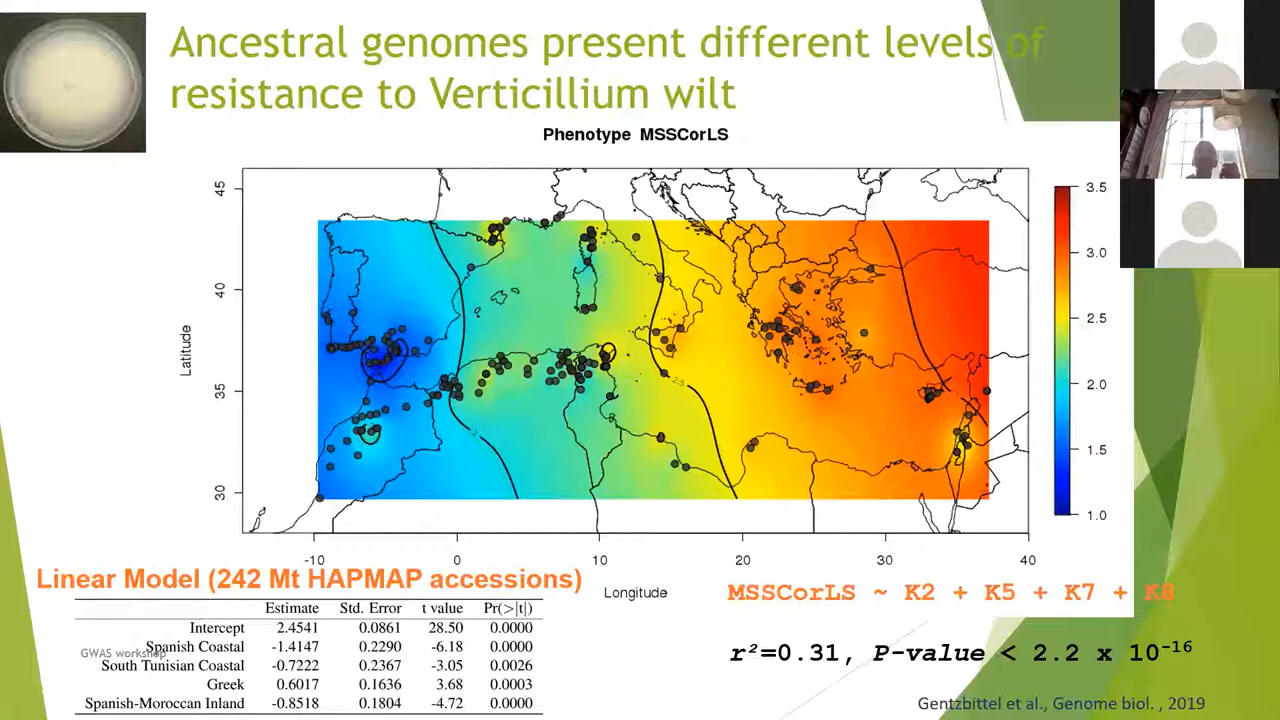 Ancestral genomes present different levels of
resistance to Verticillium wilt
Phenotype MSSCorLS
45
40
35
30
Latitude
-10 0 10 20 30 40
Longitude
3.5
3.0
2.5
2.0
1.5
1.0
2.5
Linear Model (242 Mt HAPMAP accessions)
Estimate Std. Error t value Pr(>|t|)
Intercept 2.4541 0.0861 28.50 0.0000
Spanish Coastal -1.4147 0.2290 -6.18 0.0000
South Tunisian Coastal -0.7222 0.2367 -3.05 0.0026
Greek 0.6017 0.1636 3.68 0.0003
Spanish-Moroccan Inland -0.8518 0.1804 -4.72 0.0000
GWAS workshop
MSSCorLS ~ K2 + K5 + K7 + K8
r²=0.31, P-value < 2.2 x 10⁻¹⁶
Gentzbittel et al., Genome biol. , 2019